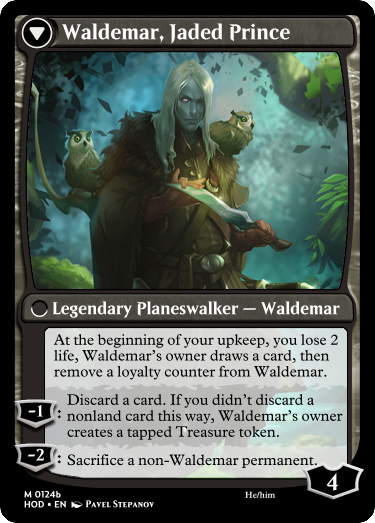 Waldemar, Jaded Prince
Legendary Planeswalker — Waldemar
At the beginning of your upkeep, you lose 2
life, Waldemar's owner draws a card, then
remove a loyalty counter from Waldemar.
-1: Discard a card. If you didn't discard a
nonland card this way, Waldemar's owner
creates a tapped Treasure token.
-2: Sacrifice a non-Waldemar permanent.
4
M 0124b
HOD • EN Pavel Stepanov
He/him